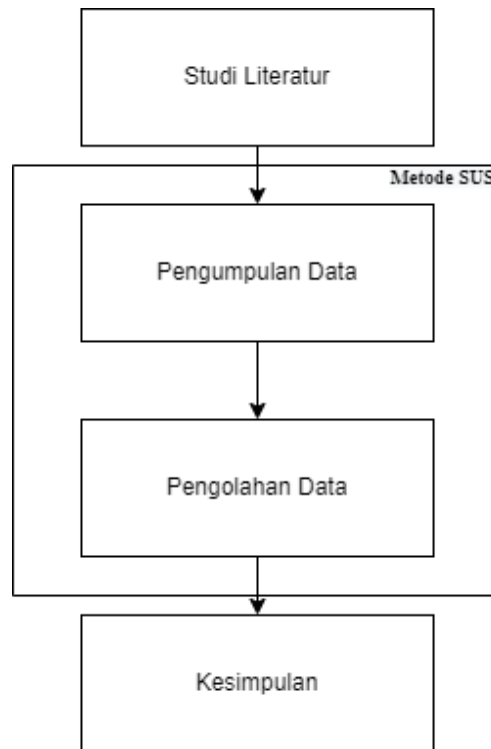 Studi Literatur
Metode SUS
Pengumpulan Data
Pengolahan Data
Kesimpulan